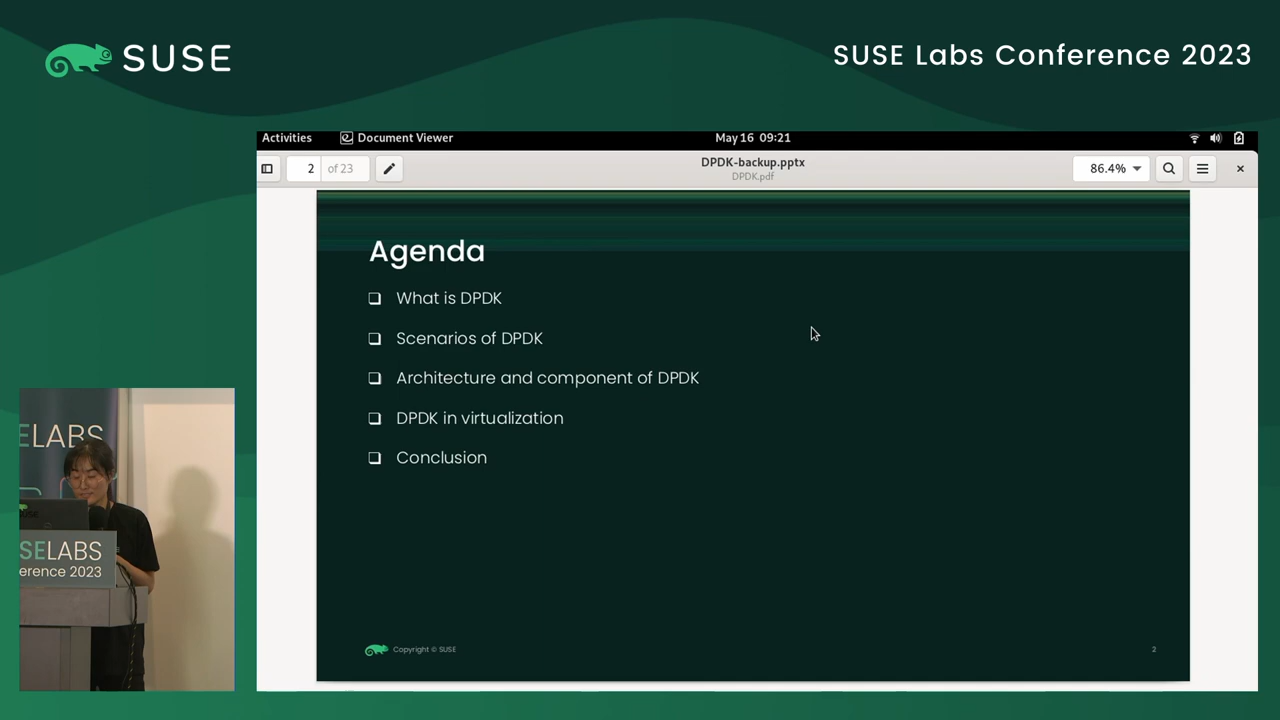 SUSE
SUSE Labs Conference 2023
Activities
Document Viewer
May 16 09:21
2
of 23
DPDK-backup.pptx
DPDK.pdf
86.4%
Agenda
❑ What is DPDK
❑ Scenarios of DPDK
❑ Architecture and component of DPDK
❑ DPDK in virtualization
❑ Conclusion
Copyright © SUSE
2
ELABS
SELABS
erence 2023